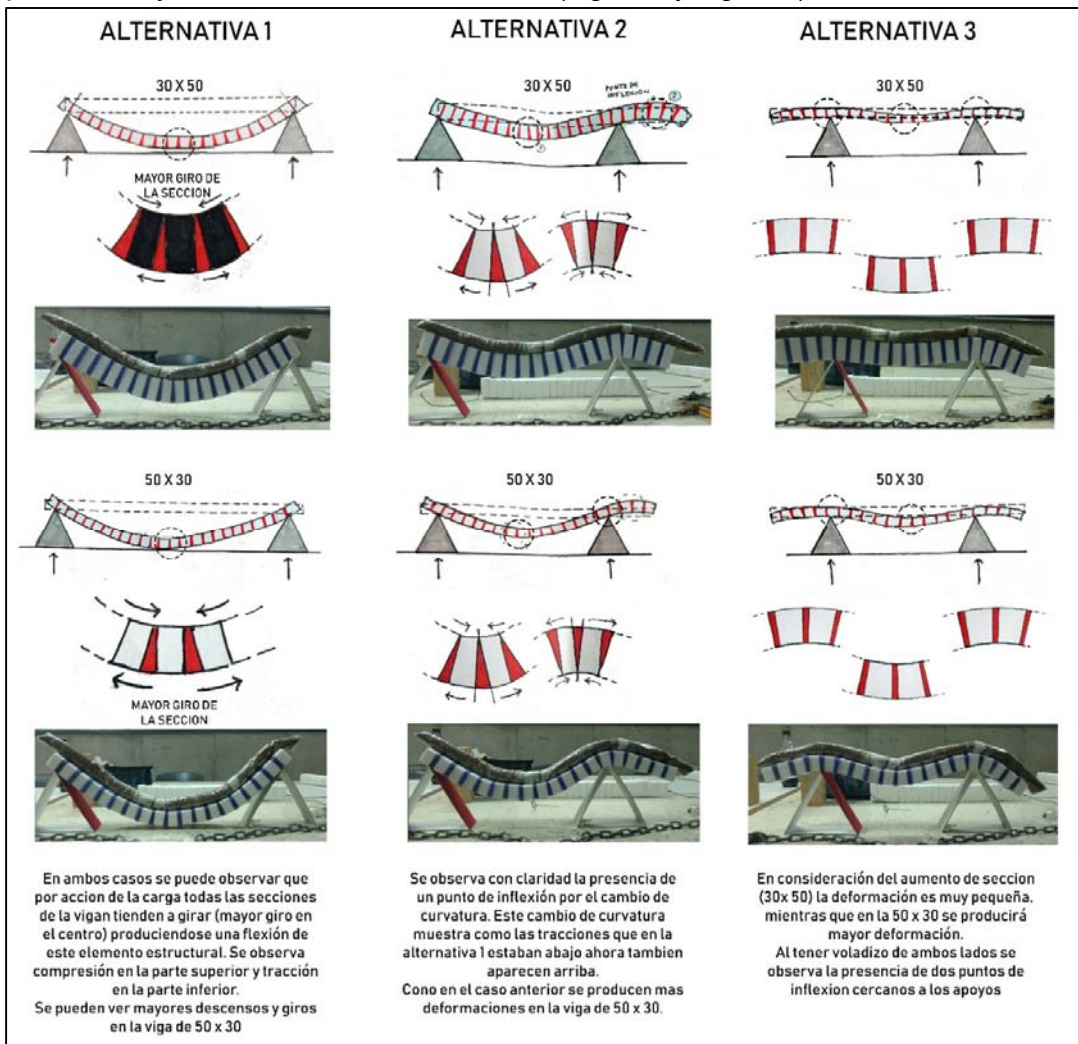 ALTERNATIVA 1
ALTERNATIVA 2
ALTERNATIVA 3
30 X 50
30 X 50
30 X 50
PUNTO DE
INFLEXION
2
1
MAYOR GIRO DE
LA SECCION
50 X 30
50 X 30
50 X 30
MAYOR GIRO DE
LA SECCION
En ambos casos se puede observar que
por accion de la carga todas las secciones
de la vigan tienden a girar (mayor giro en
el centro) produciendose una flexión de
este elemento estructural. Se observa
compresión en la parte superior y tracción
en la parte inferior.
Se pueden ver mayores descensos y giros
en la viga de 50 x 30
Se observa con claridad la presencia de
un punto de inflexión por el cambio de
curvatura. Este cambio de curvatura
muestra como las tracciones que en la
alternativa 1 estaban abajo ahora tambien
aparecen arriba.
Cono en el caso anterior se producen mas
deformaciones en la viga de 50 x 30.
En consideración del aumento de seccion
(30x 50) la deformación es muy pequeña.
mientras que en la 50 x 30 se producirá
mayor deformación.
Al tener voladizo de ambos lados se
observa la presencia de dos puntos de
inflexion cercanos a los apoyos